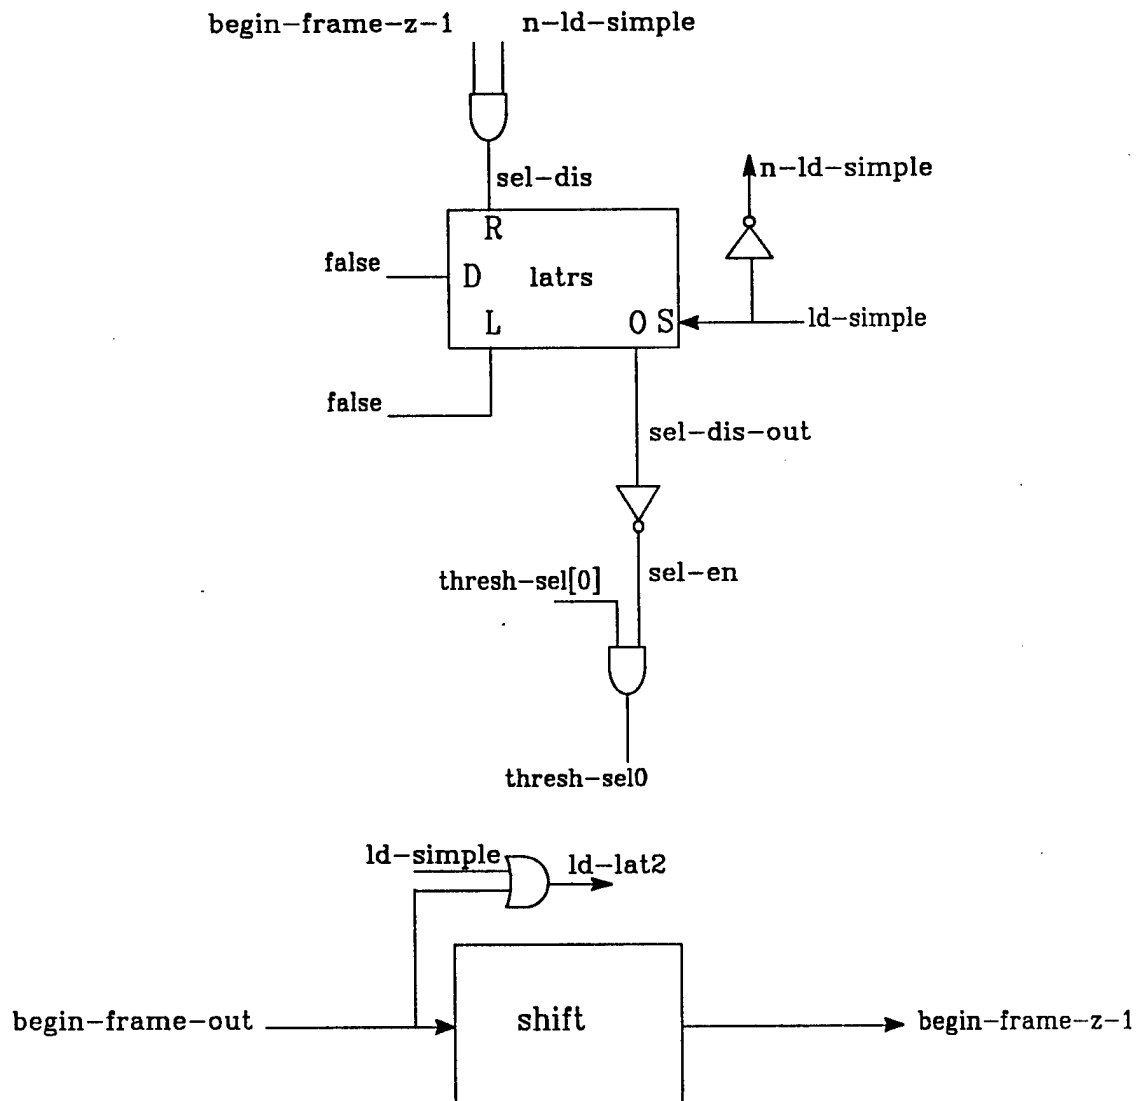 begin-frame-z-1 n-ld-simple
sel-dis
n-ld-simple
R
false
D latrs
L
O S
ld-simple
false
sel-dis-out
sel-en
thresh-sel[0]
thresh-sel0
ld-simple
ld-lat2
begin-frame-out
shift
begin-frame-z-1